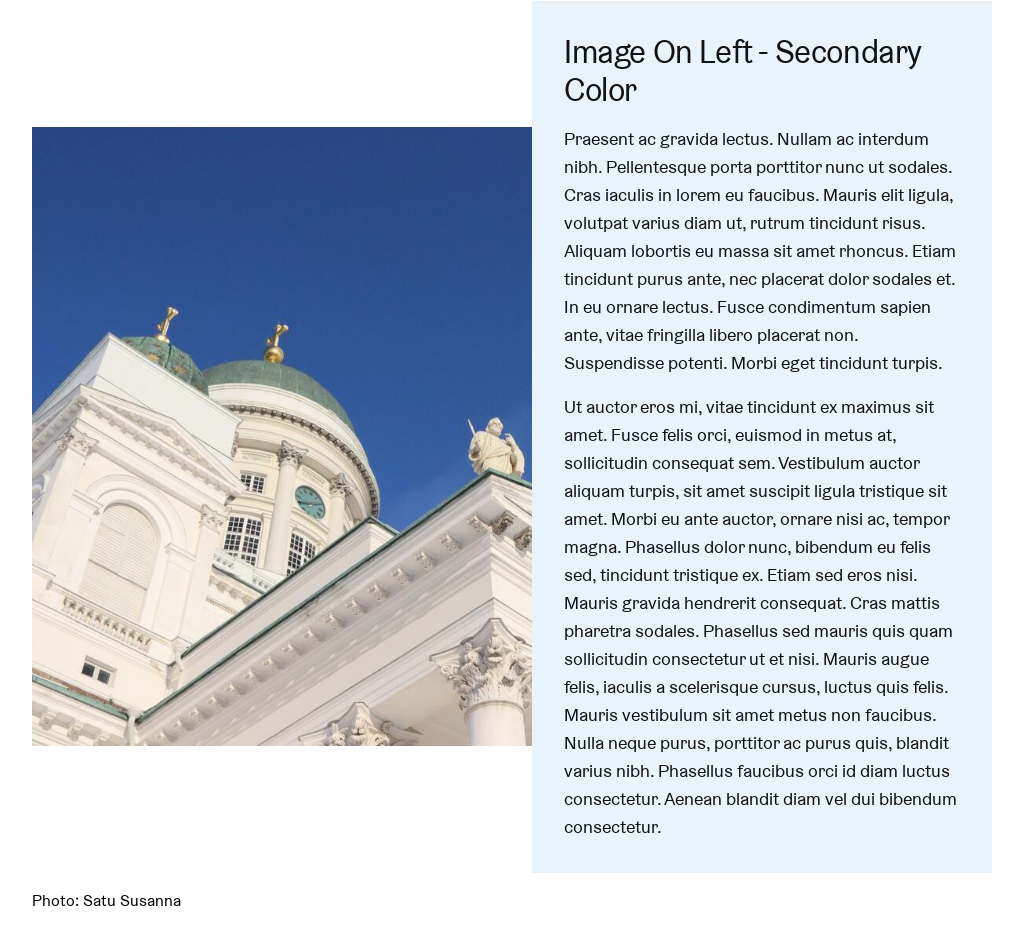 Image On Left - Secondary
Color
Praesent ac gravida lectus. Nullam ac interdum
nibh. Pellentesque porta porttitor nunc ut sodales.
Cras iaculis in lorem eu faucibus. Mauris elit ligula,
volutpat varius diam ut, rutrum tincidunt risus.
Aliquam lobortis eu massa sit amet rhoncus. Etiam
tincidunt purus ante, nec placerat dolor sodales et.
In eu ornare lectus. Fusce condimentum sapien
ante, vitae fringilla libero placerat non.
Suspendisse potenti. Morbi eget tincidunt turpis.
Ut auctor eros mi, vitae tincidunt ex maximus sit
amet. Fusce felis orci, euismod in metus at,
sollicitudin consequat sem. Vestibulum auctor
aliquam turpis, sit amet suscipit ligula tristique sit
amet. Morbi eu ante auctor, ornare nisi ac, tempor
magna. Phasellus dolor nunc, bibendum eu felis
sed, tincidunt tristique ex. Etiam sed eros nisi.
Mauris gravida hendrerit consequat. Cras mattis
pharetra sodales. Phasellus sed mauris quis quam
sollicitudin consectetur ut et nisi. Mauris augue
felis, iaculis a scelerisque cursus, luctus quis felis.
Mauris vestibulum sit amet metus non faucibus.
Nulla neque purus, porttitor ac purus quis, blandit
varius nibh. Phasellus faucibus orci id diam luctus
consectetur. Aenean blandit diam vel dui bibendum
consectetur.
Photo: Satu Susanna